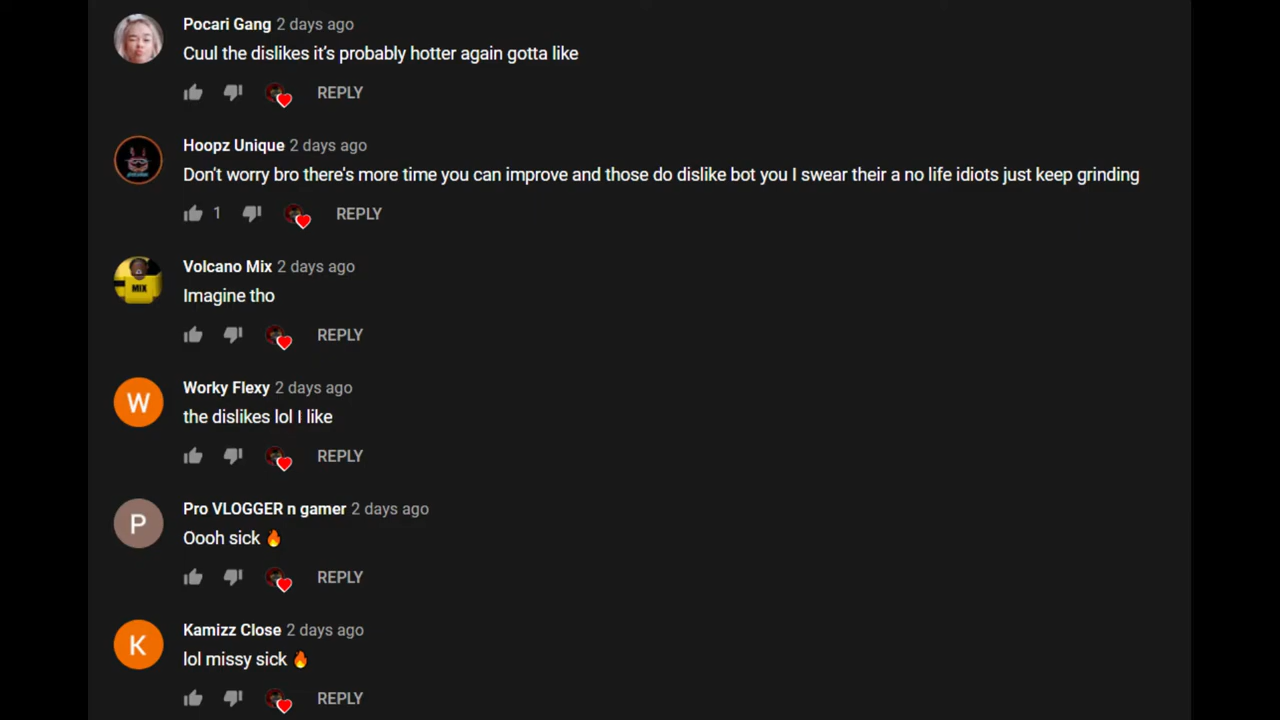 Pocari Gang 2 days ago
Cuul the dislikes it’s probably hotter again gotta like
REPLY
Hoopz Unique 2 days ago
Don't worry bro there's more time you can improve and those do dislike bot you I swear their a no life idiots just keep grinding
1 REPLY
Volcano Mix 2 days ago
MIX
Imagine tho
REPLY
W
Worky Flexy 2 days ago
the dislikes lol I like
REPLY
P
Pro VLOGGER n gamer 2 days ago
Oooh sick 🔥
REPLY
K
Kamizz Close 2 days ago
lol missy sick 🔥
REPLY